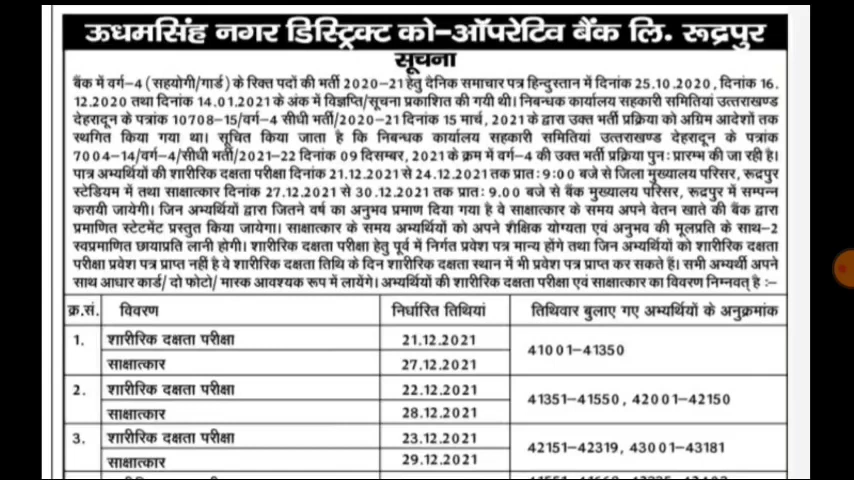 ऊधमसिंह नगर डिस्ट्रिक्ट को-ऑपरेटिव बैंक लि. रूद्रपुर
सूचना
बैंक में वर्ग-4 (सहयोगी/गार्ड) के रिक्त पदों की भर्ती 2020-21 हेतु दैनिक समाचार पत्र हिन्दुस्तान में दिनांक 25.10.2020, दिनांक 16.
12.2020 तथा दिनांक 14.01.2021 के अंक में विज्ञप्ति/सूचना प्रकाशित की गयी थी। निबन्धक कार्यालय सहकारी समितियां उत्तराखण्ड
देहरादून के पत्रांक 10708-15/वर्ग-4 सीधी भर्ती/2020-21 दिनांक 15 मार्च, 2021 के द्वारा उक्त भर्ती प्रक्रिया को अग्रिम आदेशों तक
स्थगित किया गया था। सूचित किया जाता है कि निबन्धक कार्यालय सहकारी समितियां उत्तराखण्ड देहरादून के पत्रांक
7004-14/वर्ग-4/सीधी भर्ती/2021-22 दिनांक 09 दिसम्बर, 2021 के क्रम में वर्ग-4 की उक्त भर्ती प्रक्रिया पुनः प्रारम्भ की जा रही है।
पात्र अभ्यर्थियों की शारीरिक दक्षता परीक्षा दिनांक 21.12.2021 से 24.12.2021 तक प्रातः 9:00 बजे से जिला मुख्यालय परिसर, रूद्रपुर
स्टेडियम में तथा साक्षात्कार दिनांक 27.12.2021 से 30.12.2021 तक प्रातः 9.00 बजे से बैंक मुख्यालय परिसर, रूद्रपुर में सम्पन्न
करायी जायेगी। जिन अभ्यर्थियों द्वारा जितने वर्ष का अनुभव प्रमाण दिया गया है वे साक्षात्कार के समय अपने वेतन खाते की बैंक द्वारा
प्रमाणित स्टेटमेंट प्रस्तुत किया जायेगा। साक्षात्कार के समय अभ्यर्थियों को अपने शैक्षिक योग्यता एवं अनुभव की मूलप्रति के साथ-2
स्वप्रमाणित छायाप्रति लानी होगी। शारीरिक दक्षता परीक्षा हेतु पूर्व में निर्गत प्रवेश पत्र मान्य होंगे तथा जिन अभ्यर्थियों को शारीरिक दक्षता
परीक्षा प्रवेश पत्र प्राप्त नहीं है वे शारीरिक दक्षता तिथि के दिन शारीरिक दक्षता स्थान में भी प्रवेश पत्र प्राप्त कर सकते हैं। सभी अभ्यर्थी अपने
साथ आधार कार्ड/ दो फोटो/ मास्क आवश्यक रूप में लायेंगे। अभ्यर्थियों की शारीरिक दक्षता परीक्षा एवं साक्षात्कार का विवरण निम्नवत् है :-
क्र.सं. विवरण निर्धारित तिथियां तिथिवार बुलाए गए अभ्यर्थियों के अनुक्रमांक
1. शारीरिक दक्षता परीक्षा 21.12.2021 41001-41350
साक्षात्कार 27.12.2021
2. शारीरिक दक्षता परीक्षा 22.12.2021 41351-41550, 42001-42150
साक्षात्कार 28.12.2021
3. शारीरिक दक्षता परीक्षा 23.12.2021 42151-42319, 43001-43181
साक्षात्कार 29.12.2021